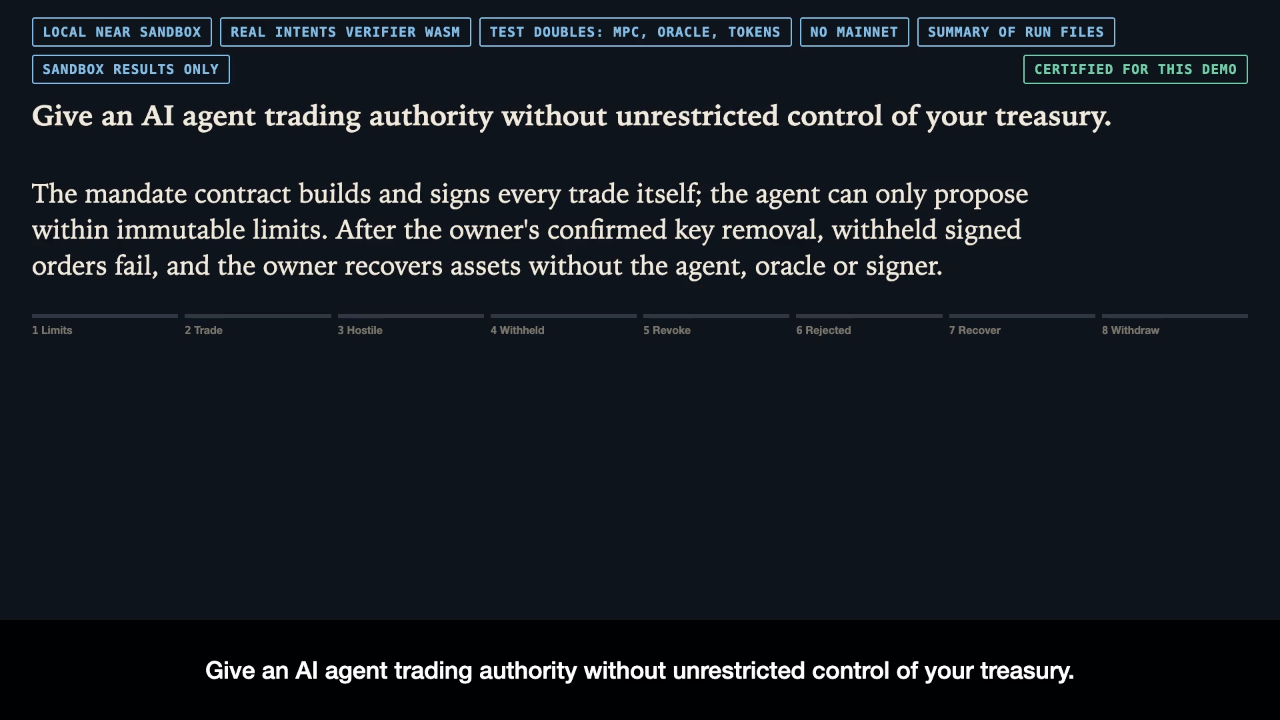 LOCAL NEAR SANDBOX REAL INTENTS VERIFIER WASM TEST DOUBLES: MPC, ORACLE, TOKENS NO MAINNET SUMMARY OF RUN FILES
SANDBOX RESULTS ONLY CERTIFIED FOR THIS DEMO
Give an AI agent trading authority without unrestricted control of your treasury.
The mandate contract builds and signs every trade itself; the agent can only propose
within immutable limits. After the owner's confirmed key removal, withheld signed
orders fail, and the owner recovers assets without the agent, oracle or signer.
1 Limits 2 Trade 3 Hostile 4 Withheld 5 Revoke 6 Rejected 7 Recover 8 Withdraw
Give an AI agent trading authority without unrestricted control of your treasury.